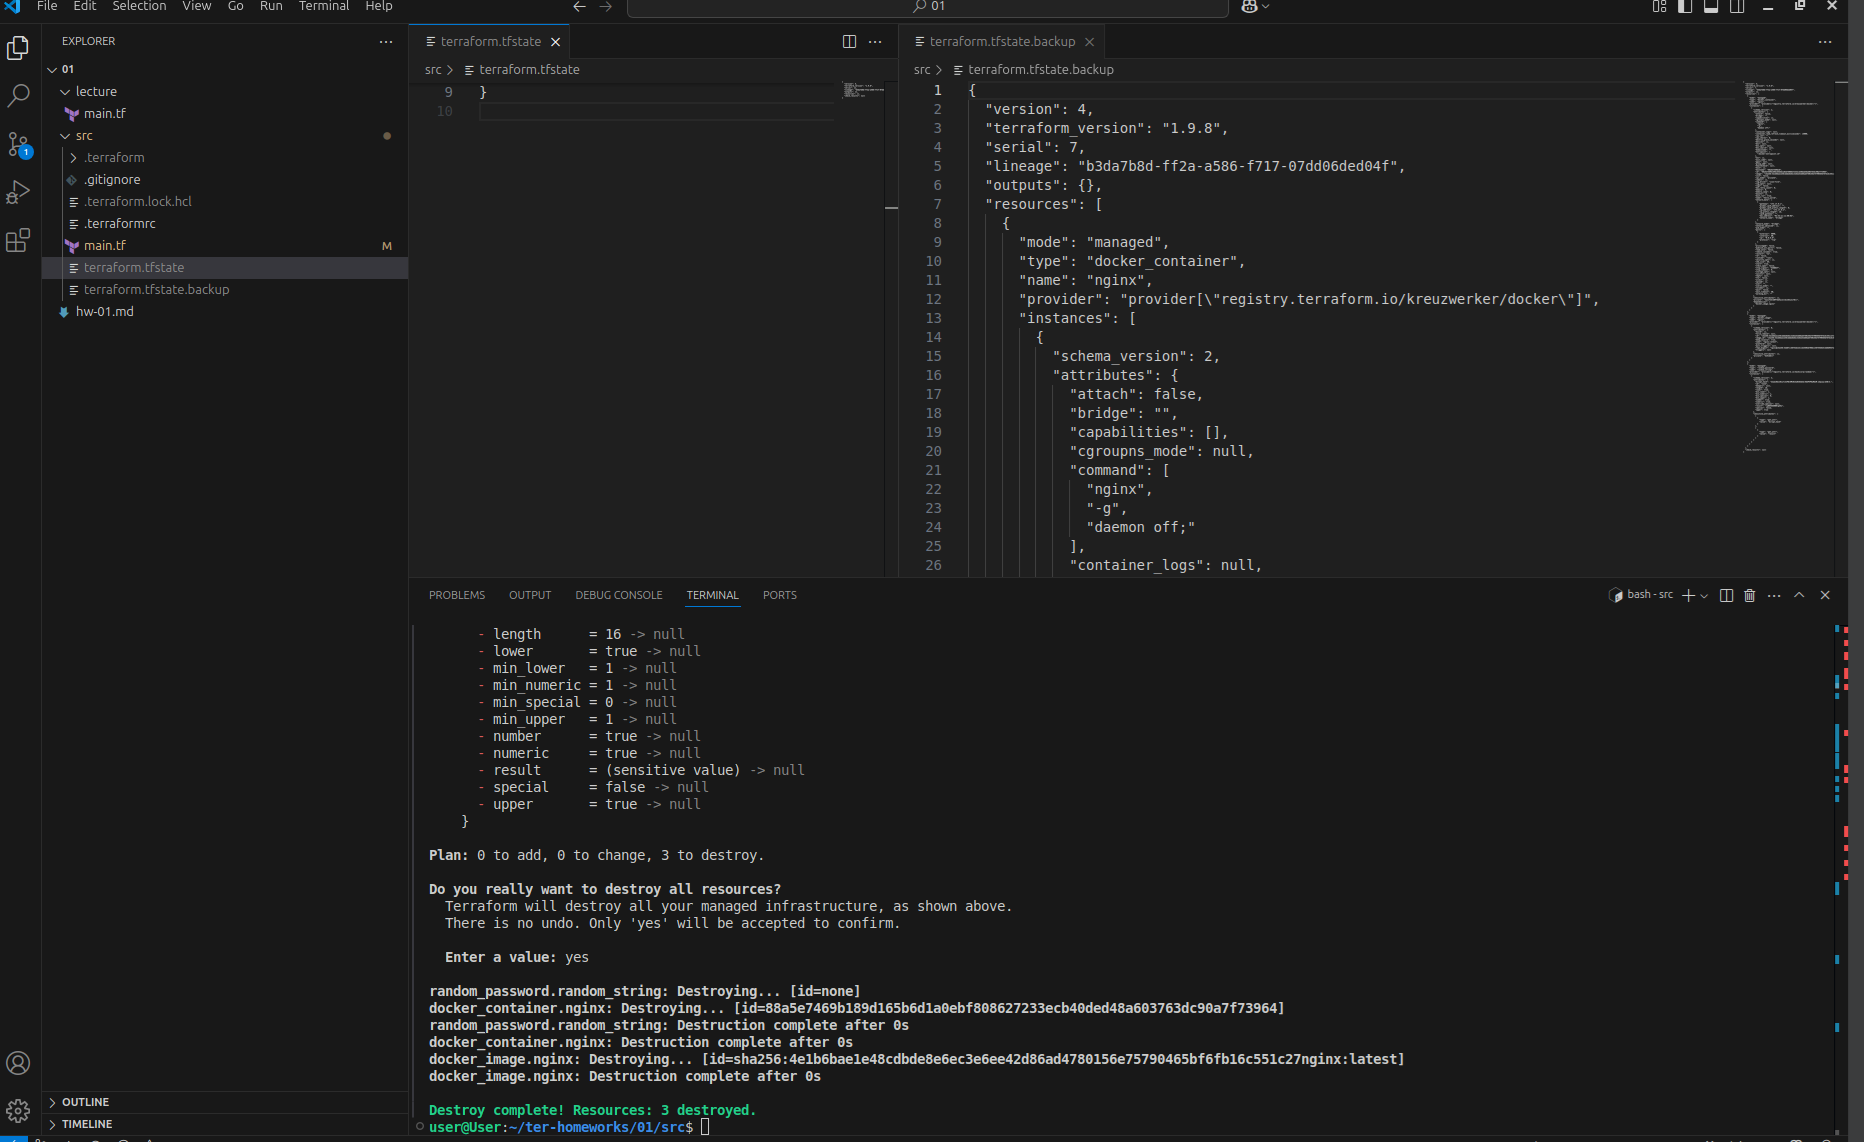 File Edit Selection View Go Run Terminal Help
01
EXPLORER
01
lecture
main.tf
src
.terraform
.gitignore
.terraform.lock.hcl
.terraformrc
main.tf M
terraform.tfstate
terraform.tfstate.backup
hw-01.md
OUTLINE
TIMELINE
1
terraform.tfstate
src > terraform.tfstate
9 }
10
terraform.tfstate.backup
src > terraform.tfstate.backup
1 {
2 "version": 4,
3 "terraform_version": "1.9.8",
4 "serial": 7,
5 "lineage": "b3da7b8d-ff2a-a586-f717-07dd06ded04f",
6 "outputs": {},
7 "resources": [
8 {
9 "mode": "managed",
10 "type": "docker_container",
11 "name": "nginx",
12 "provider": "provider[\"registry.terraform.io/kreuzwerker/docker\"]",
13 "instances": [
14 {
15 "schema_version": 2,
16 "attributes": {
17 "attach": false,
18 "bridge": "",
19 "capabilities": [],
20 "cgroupns_mode": null,
21 "command": [
22 "nginx",
23 "-g",
24 "daemon off;"
25 ],
26 "container_logs": null,
PROBLEMS OUTPUT DEBUG CONSOLE TERMINAL PORTS
bash - src
- length = 16 -> null
- lower = true -> null
- min_lower = 1 -> null
- min_numeric = 1 -> null
- min_special = 0 -> null
- min_upper = 1 -> null
- number = true -> null
- numeric = true -> null
- result = (sensitive value) -> null
- special = false -> null
- upper = true -> null
}
Plan: 0 to add, 0 to change, 3 to destroy.
Do you really want to destroy all resources?
Terraform will destroy all your managed infrastructure, as shown above.
There is no undo. Only 'yes' will be accepted to confirm.
Enter a value: yes
random_password.random_string: Destroying... [id=none]
docker_container.nginx: Destroying... [id=88a5e7469b189d165b6d1a0ebf808627233ecb40ded48a603763dc90a7f73964]
random_password.random_string: Destruction complete after 0s
docker_container.nginx: Destruction complete after 0s
docker_image.nginx: Destroying... [id=sha256:4e1b6bae1e48cdbde8e6ec3e6ee42d86ad4780156e75790465bf6fb16c551c27nginx:latest]
docker_image.nginx: Destruction complete after 0s
Destroy complete! Resources: 3 destroyed.
user@User:~/ter-homeworks/01/src$